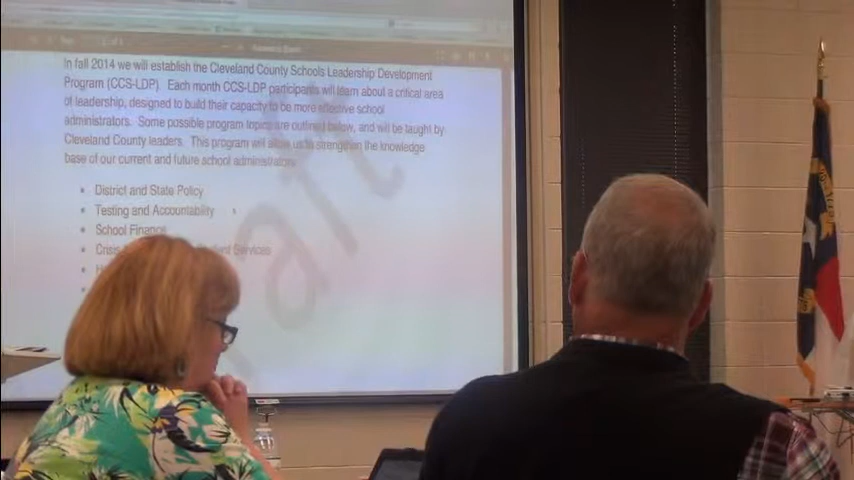 In fall 2014 we will establish the Cleveland County Schools Leadership Development
Program (CCS-LDP). Each month CCS-LDP participants will learn about a critical area
of leadership, designed to build their capacity to be more effective school
administrators. Some possible program topics are outlined below, and will be taught by
Cleveland County leaders. This program will allow us to strengthen the knowledge
base of our current and future school administrators.
• District and State Policy
• Testing and Accountability
• School Finance
• Crisis Student Services
Draft